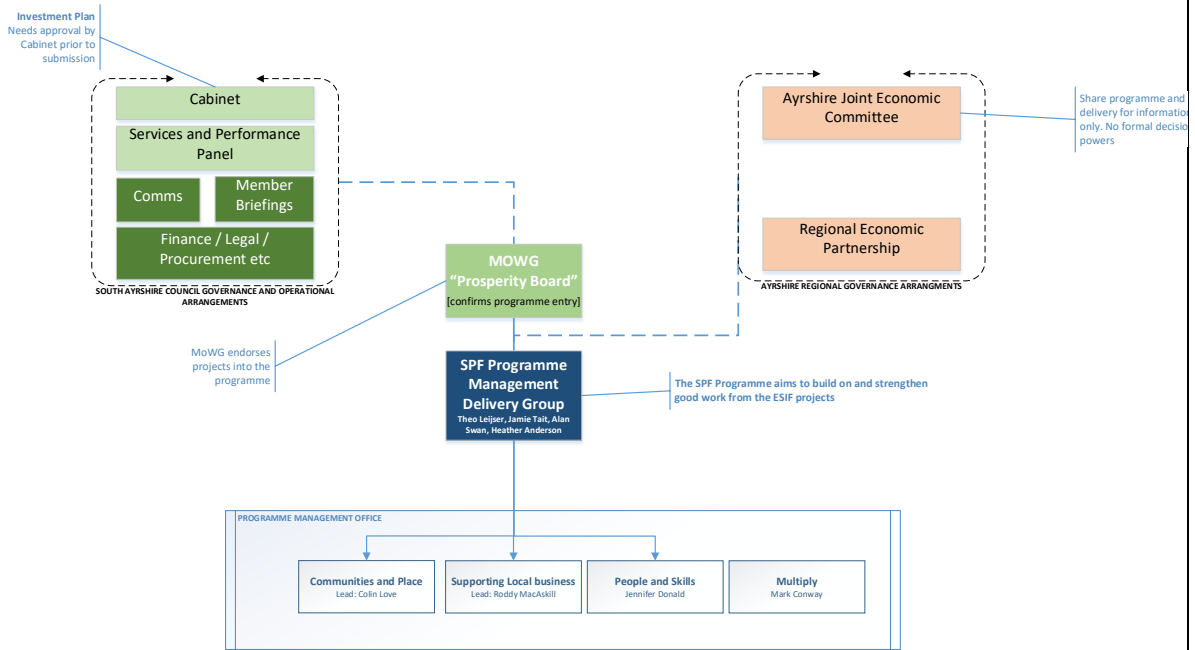 Investment Plan
Needs approval by
Cabinet prior to
submission
Cabinet
Services and Performance
Panel
Comms
Member
Briefings
Finance / Legal /
Procurement etc
SOUTH AYRSHIRE COUNCIL GOVERNANCE AND OPERATIONAL
ARRANGEMENTS
Ayrshire Joint Economic
Committee
Share programme and
delivery for informatio
only. No formal decisio
powers
Regional Economic
Partnership
AYRSHIRE REGIONAL GOVERNANCE ARRANGMENTS
MOWG
“Prosperity Board”
[confirms programme entry]
MoWG endorses
projects into the
programme
SPF Programme
Management
Delivery Group
Theo Leijser, Jamie Tait, Alan
Swan, Heather Anderson
The SPF Programme aims to build on and strengthen
good work from the ESIF projects
PROGRAMME MANAGEMENT OFFICE
Communities and Place
Lead: Colin Love
Supporting Local business
Lead: Roddy MacAskill
People and Skills
Jennifer Donald
Multiply
Mark Conway